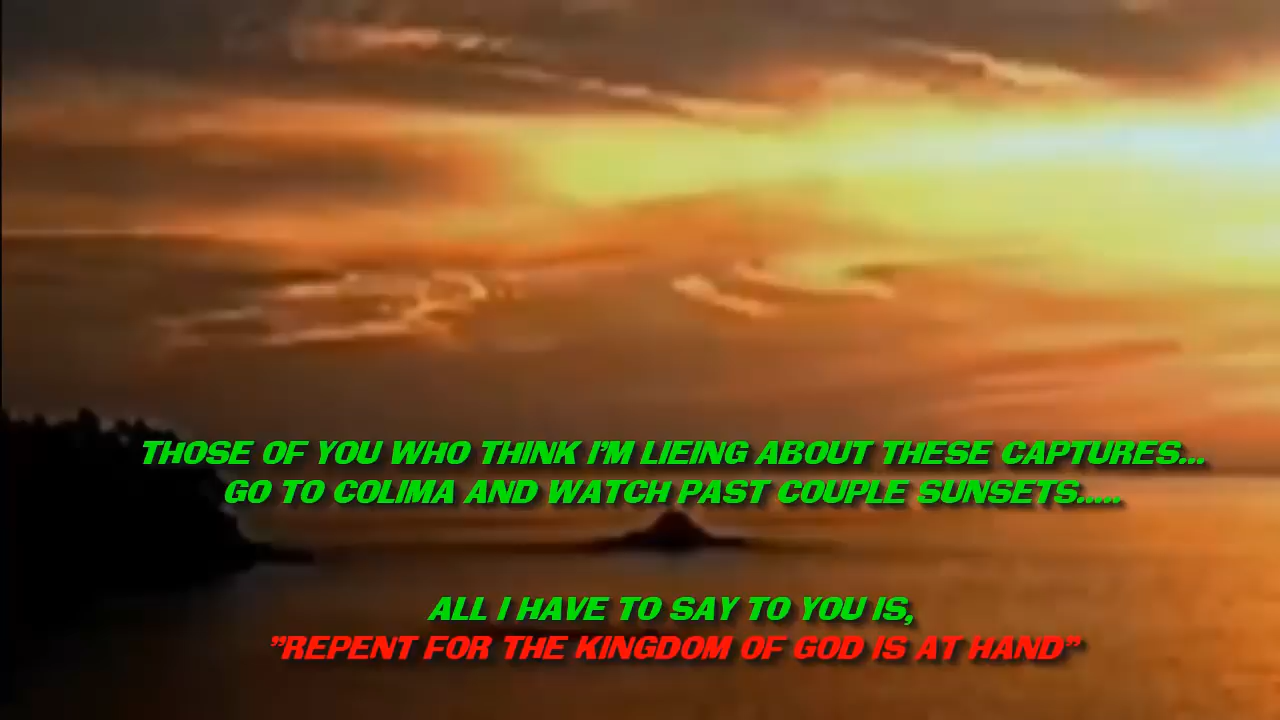 THOSE OF YOU WHO THINK I'M LIEING ABOUT THESE CAPTURES...
GO TO COLIMA AND WATCH PAST COUPLE SUNSETS.....
ALL I HAVE TO SAY TO YOU IS,
"REPENT FOR THE KINGDOM OF GOD IS AT HAND"